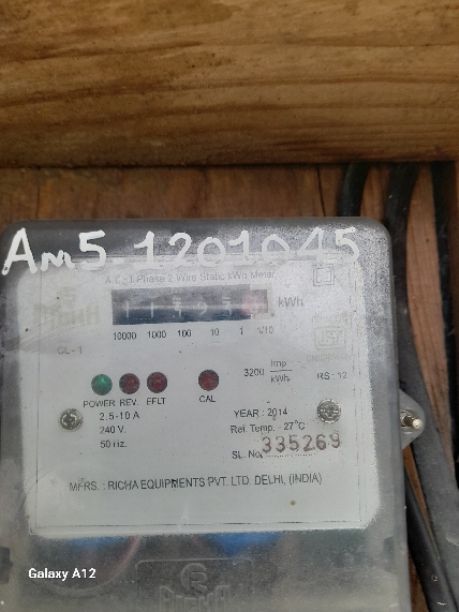 Am5 1201045
A.C-1 Phase 2 Wire Static kWh Meter
kWh
10000 1000 100 10 1 1/10
CL-1
3200 Imp/kWh
RS-12
POWER REV. EFLT CAL
2.5-10 A
240 V.
50 Hz.
YEAR : 2014
Ref. Temp. -27°C
SL. No. 335269
MFRS. : RICHA EQUIPMENTS PVT. LTD. DELHI, (INDIA)
Galaxy A12